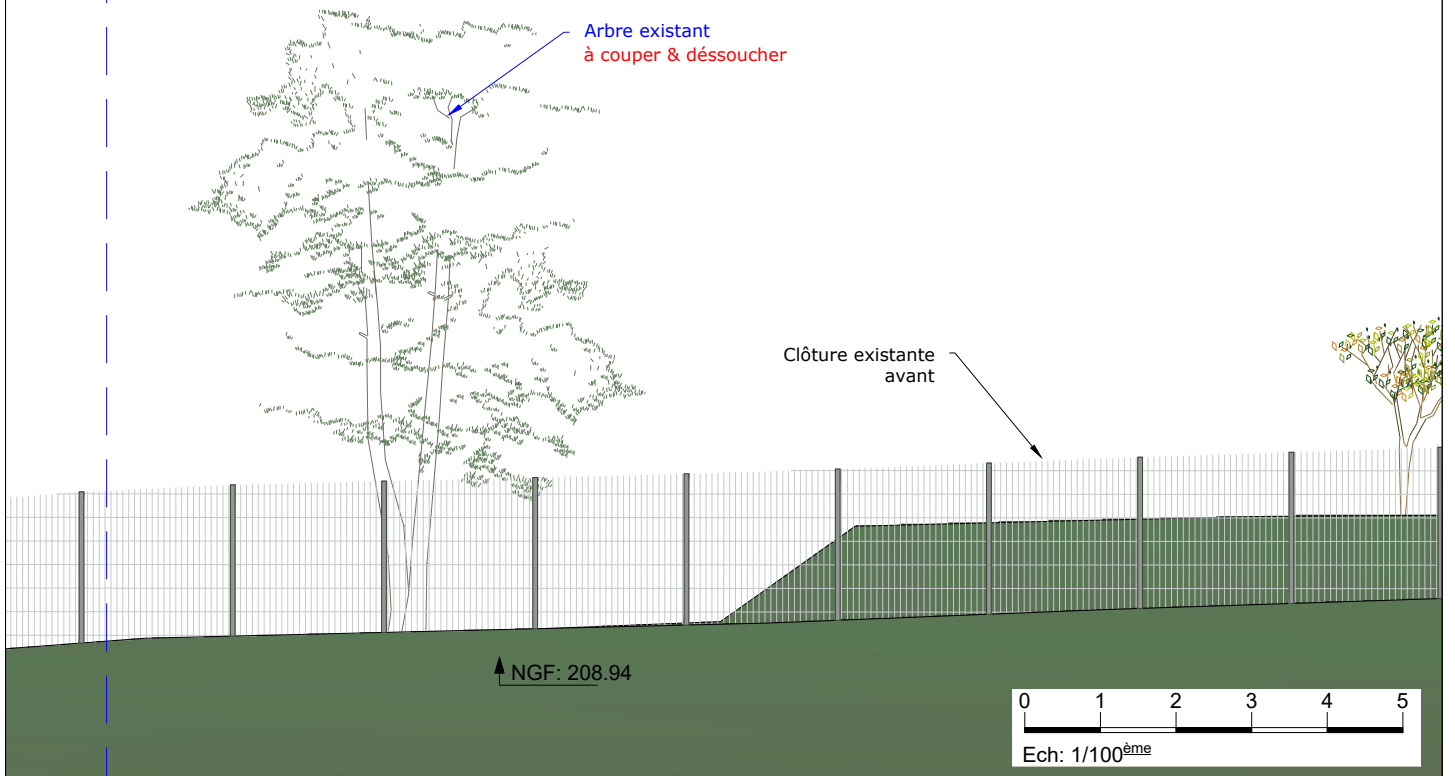 Arbre existant
à couper & déssoucher
Clôture existante
avant
NGF: 208.94
0 1 2 3 4 5
Ech: 1/100ème